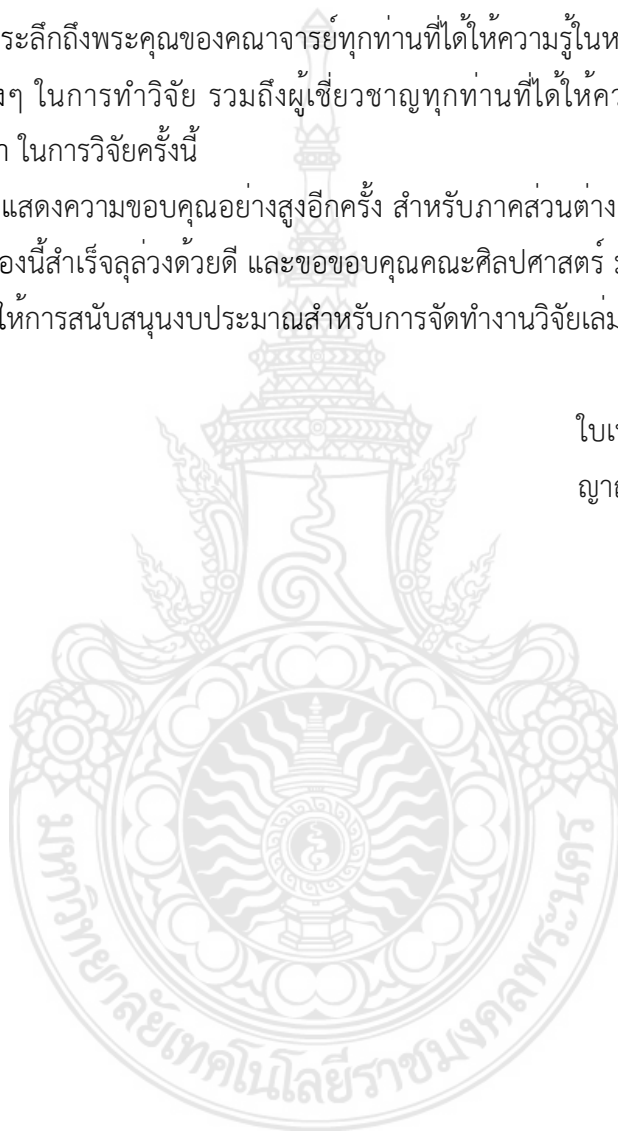 ระลึกถึงพระคุณของคณาจารย์ทุกท่านที่ได้ให้ความรู้ในห
งๆ ในการทำวิจัย รวมถึงผู้เชี่ยวชาญทุกท่านที่ได้ให้คว
ในการวิจัยครั้งนี้
แสดงความขอบคุณอย่างสูงอีกครั้ง สำหรับภาคส่วนต่าง
องนี้สำเร็จลุล่วงด้วยดี และขอขอบคุณคณะศิลปศาสตร์
ให้การสนับสนุนงบประมาณสำหรับการจัดทำงานวิจัยเล่ม
มหาวิทยาลัยเทคโนโลยีราชมงคลพระนคร